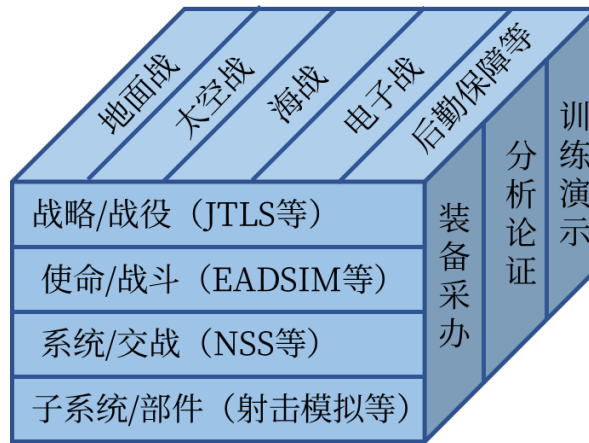 地面战
太空战
海战
电子战
后勤保障等
战略/战役（JTLS等）
使命/战斗（EADSIM等）
系统/交战（NSS等）
子系统/部件（射击模拟等）
装备采办
分析论证
训练演示